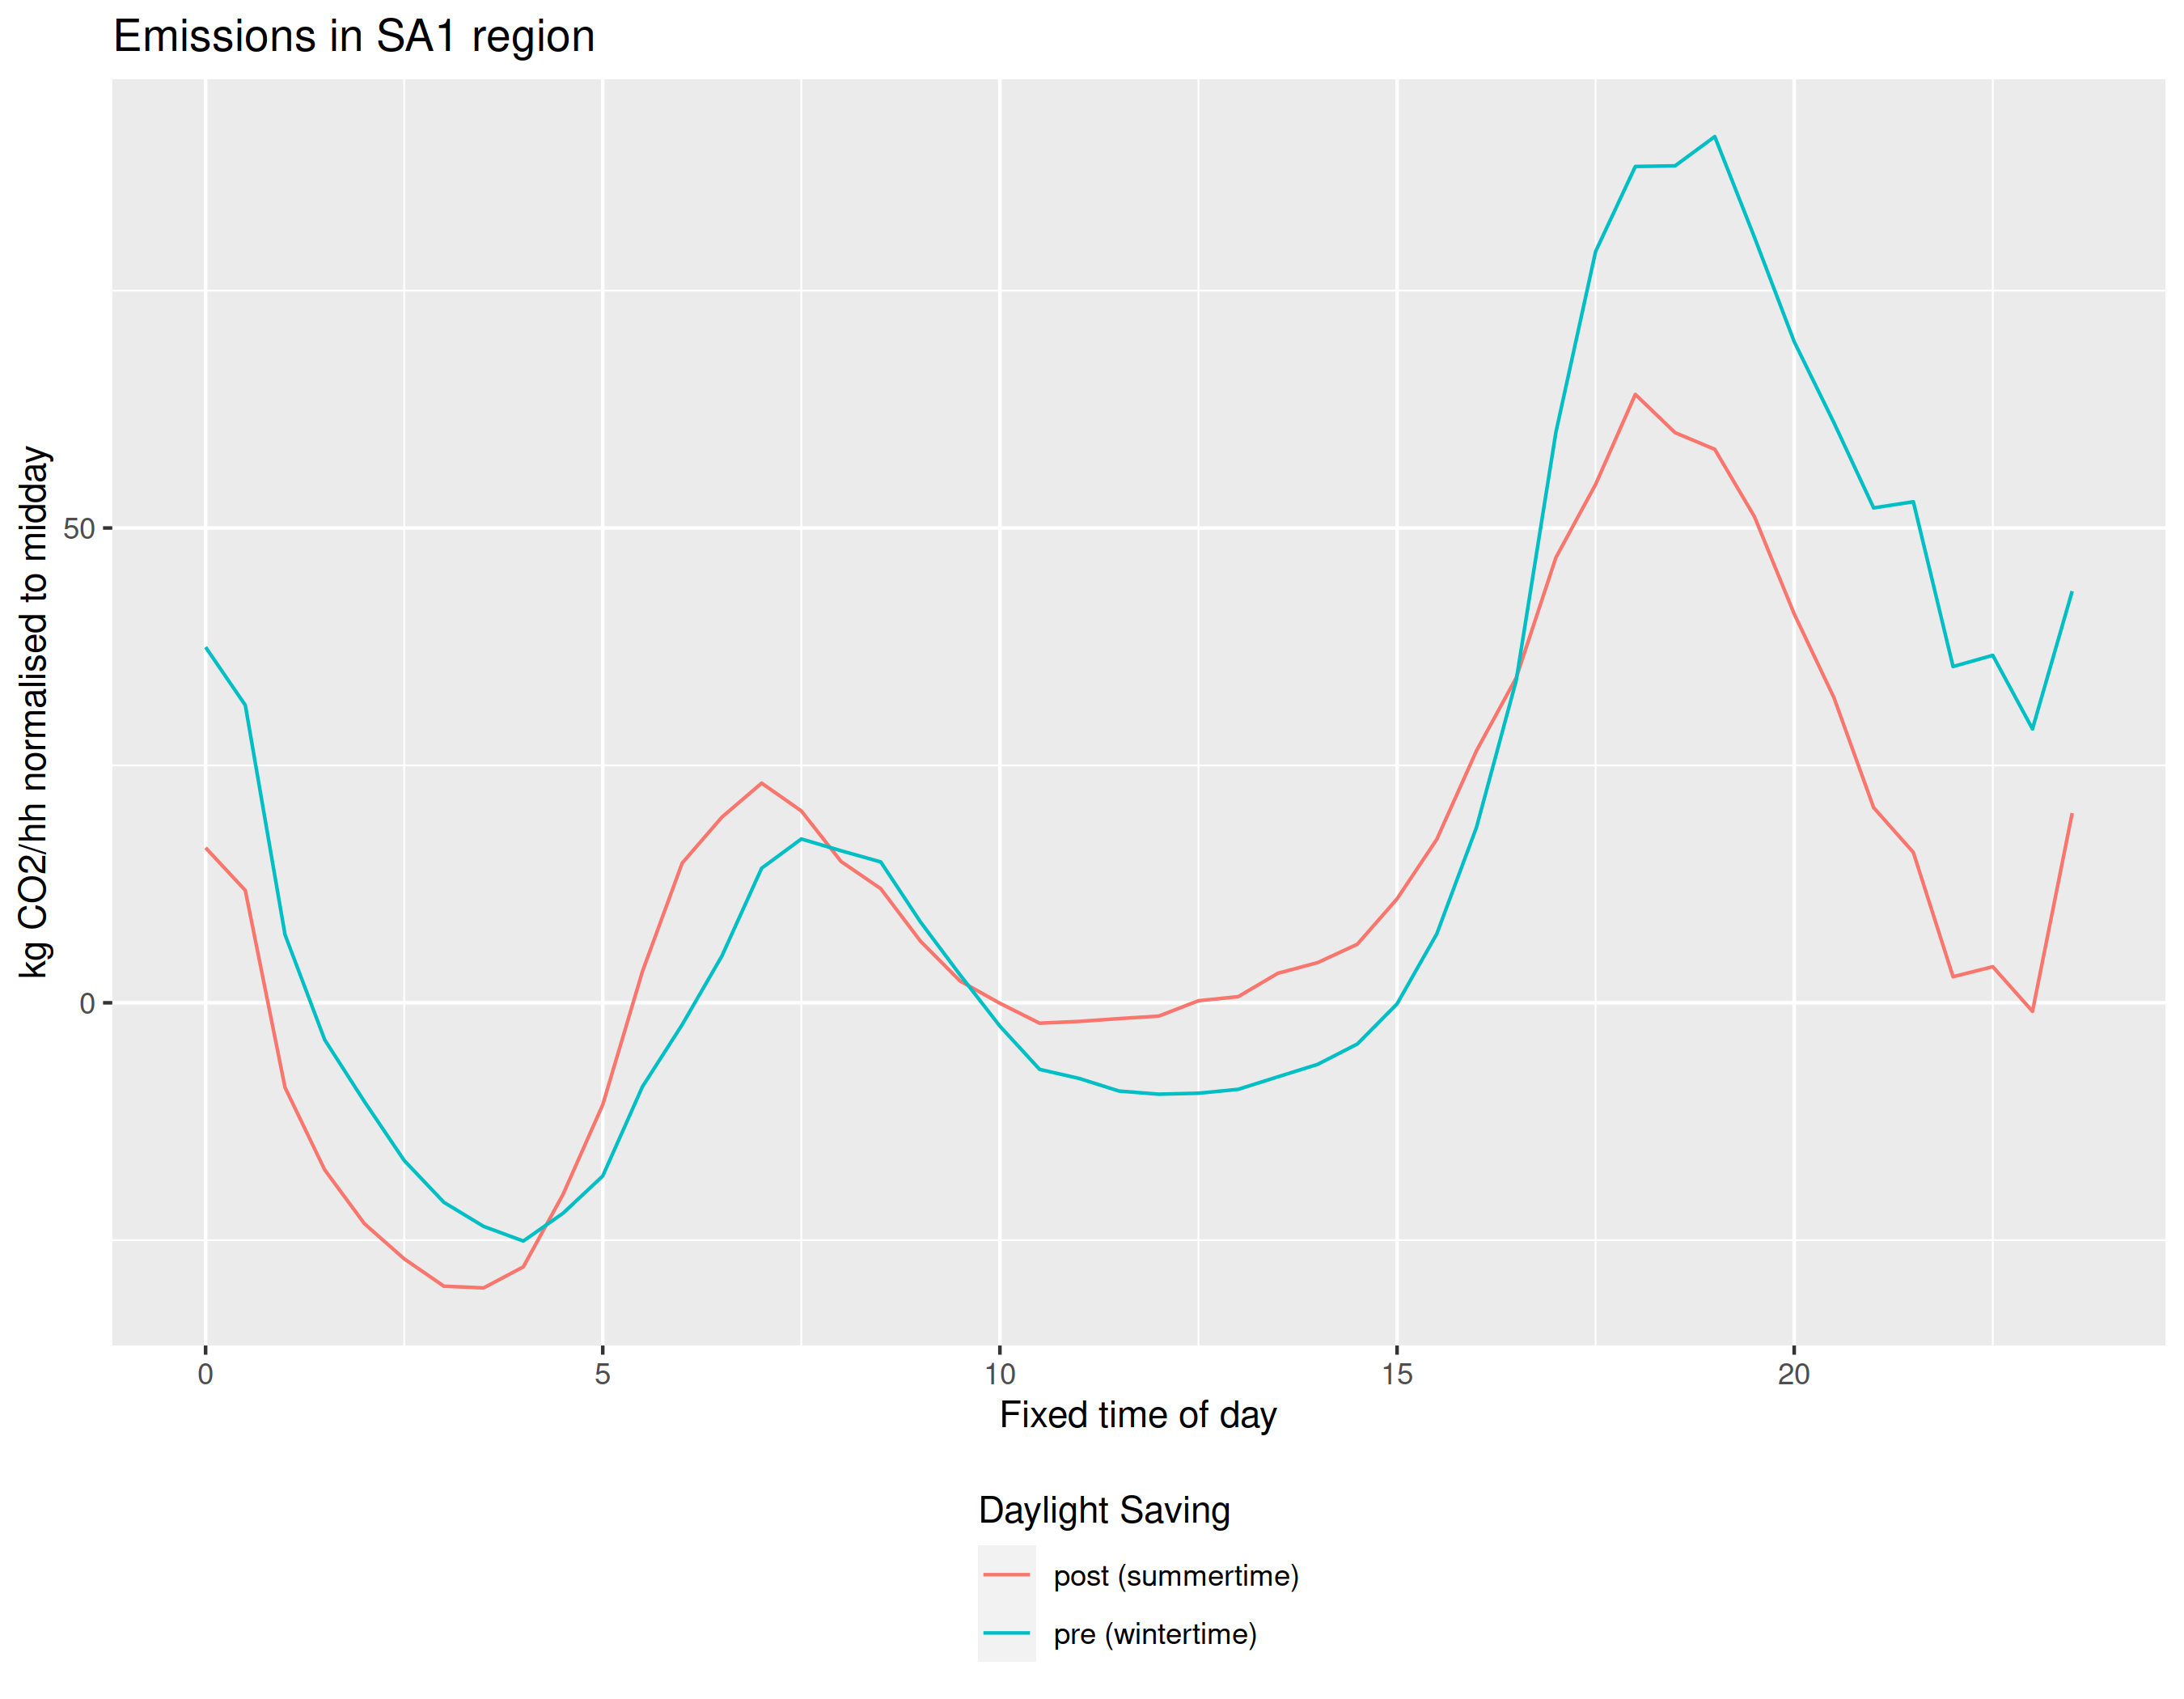 Emissions in SA1 region
kg CO2/hh normalised to midday
50
0
0 5 10 15 20
Fixed time of day
Daylight Saving
post (summertime)
pre (wintertime)